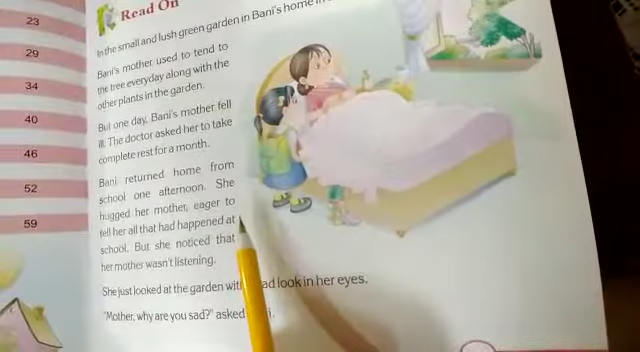 23
29
34
40
46
52
59
Read On
In the small and lush green garden in Bani's home
Bani's mother used to tend to
the tree everyday along with the
other plants in the garden.
But one day, Bani's mother fell
ill. The doctor asked her to take
complete rest for a month.
Bani returned home from
school one afternoon. She
hugged her mother, eager to
tell her all that had happened at
school. But she noticed that
her mother wasn't listening.
She just looked at the garden with ad look in her eyes.
"Mother, why are you sad?" asked i.